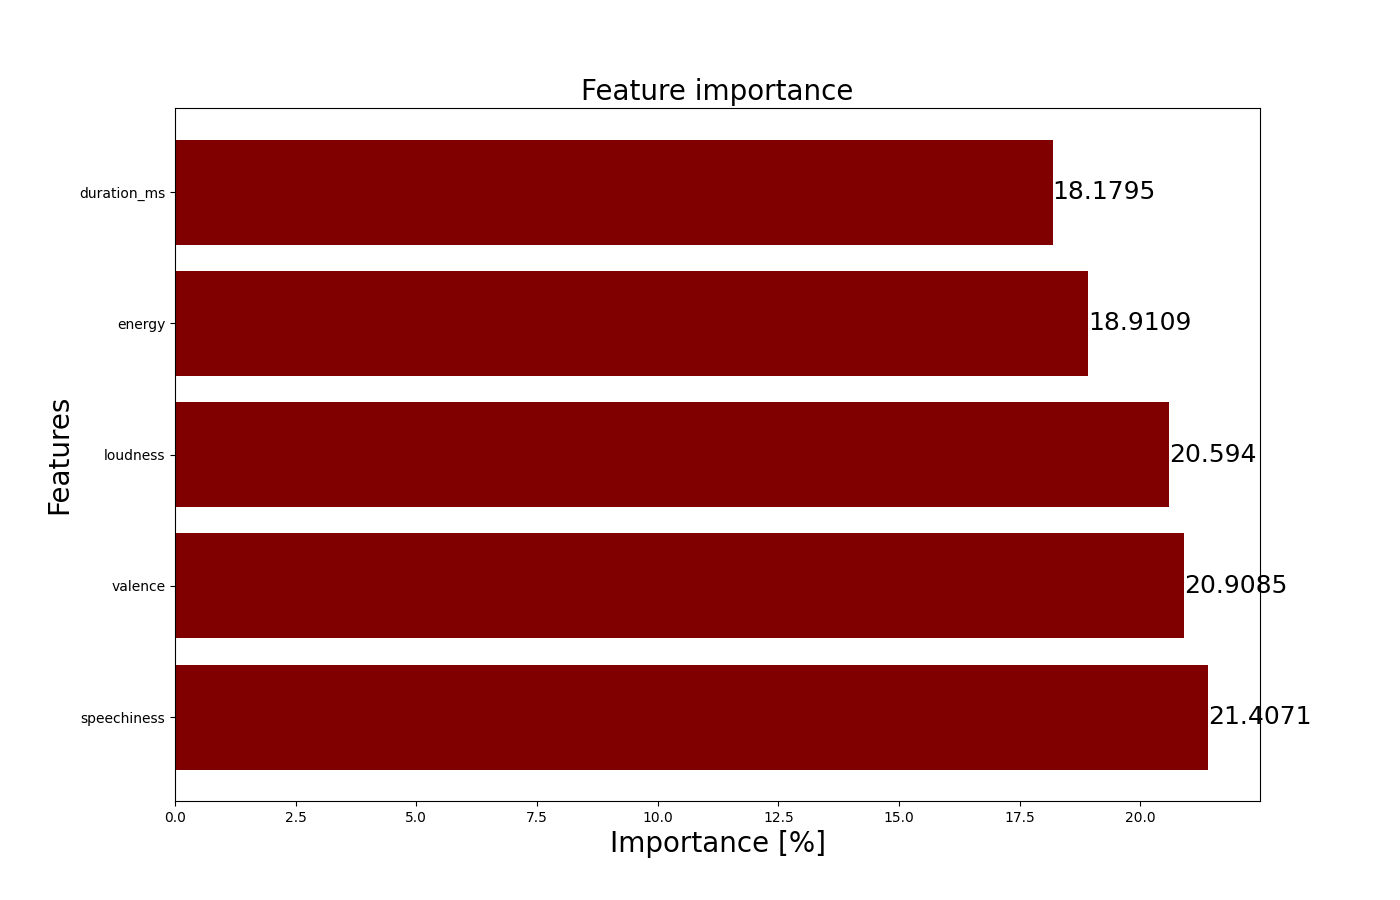 Feature importance
duration_ms
18.1795
energy
18.9109
loudness
20.594
valence
20.9085
speechiness
21.4071
Features
0.0 2.5 5.0 7.5 10.0 12.5 15.0 17.5 20.0
Importance [%]